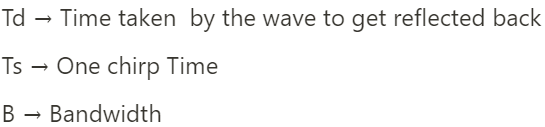 Td → Time taken  by the wave to get reflected back
Ts → One chirp Time
B → Bandwidth